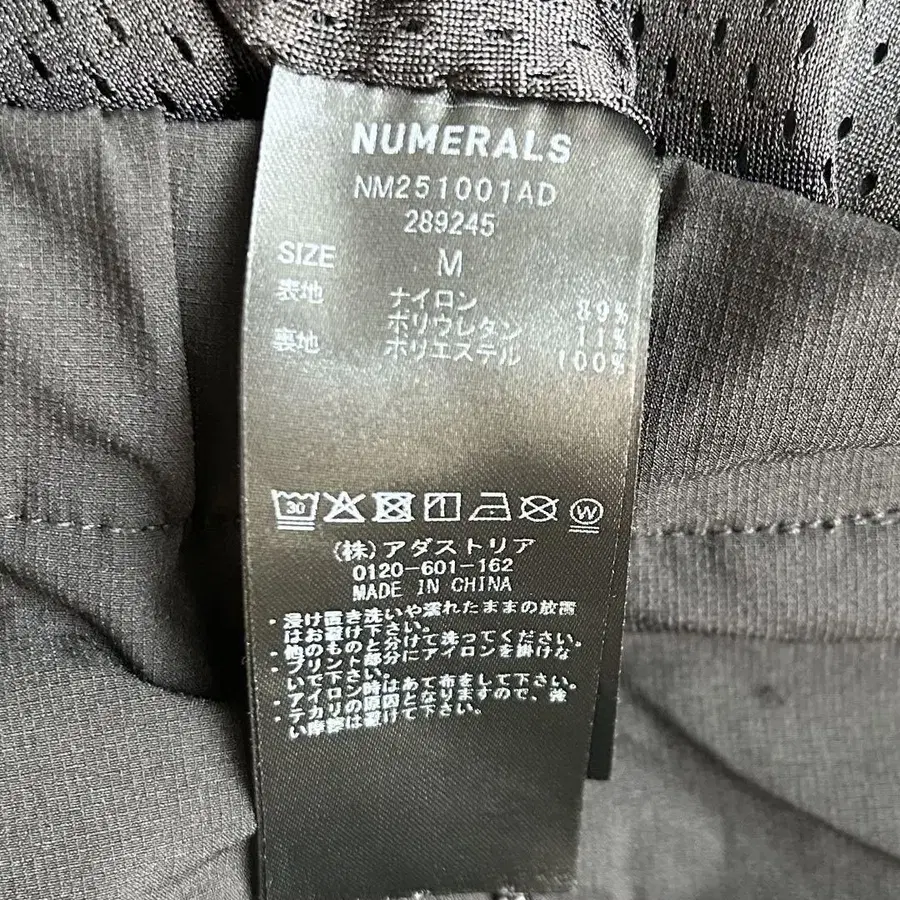 NUMERALS
NM251001AD
289245
SIZE M
表地 ナイロン 89%
ポリウレタン 11%
裏地 ポリエステル 100%
30 W
(株)アダストリア
0120-601-162
MADE IN CHINA
・浸け置き洗いや濡れたままの放置
はお避け下さい。
・他のものと分けて洗ってください。
・プリント部分にアイロンを掛けな
いで下さい。
・アイロン時はあて布をして下さい。
・テカリの原因となりますので、強
い摩擦は避けて下さい。